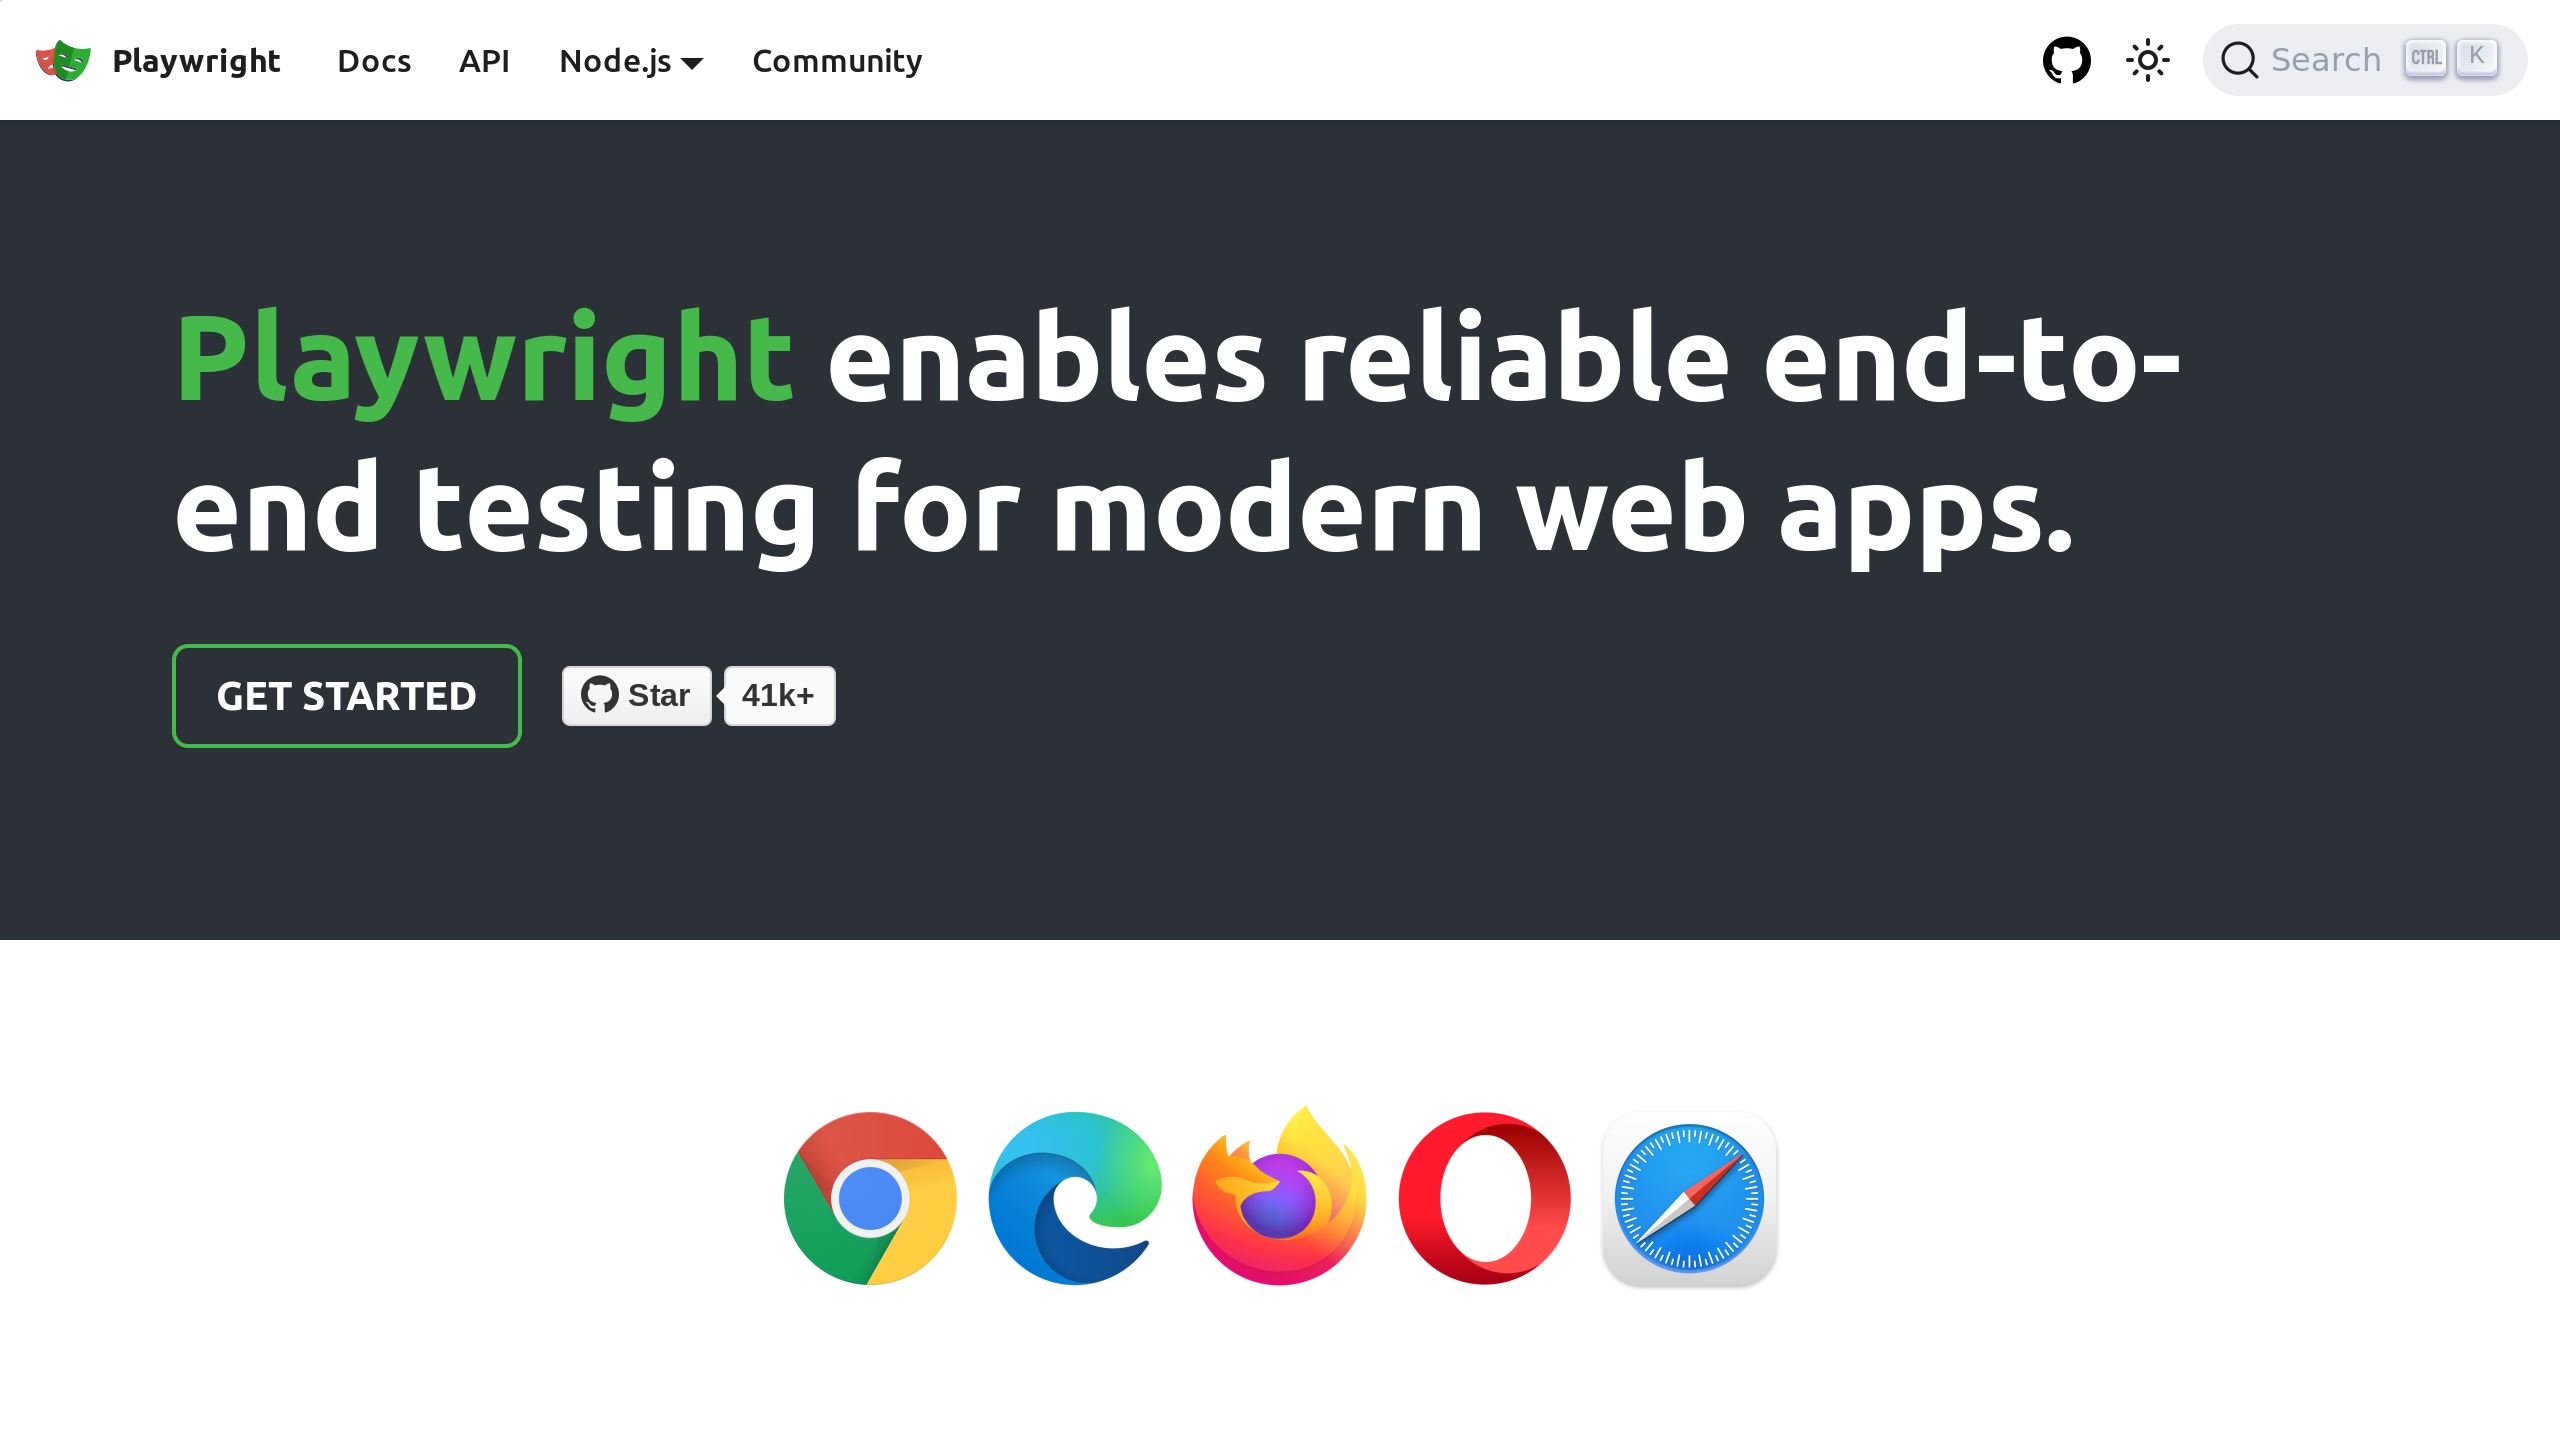 Playwright Docs API Node.js Community Search CTRL K
Playwright enables reliable end-to-
end testing for modern web apps.
GET STARTED Star 41k+